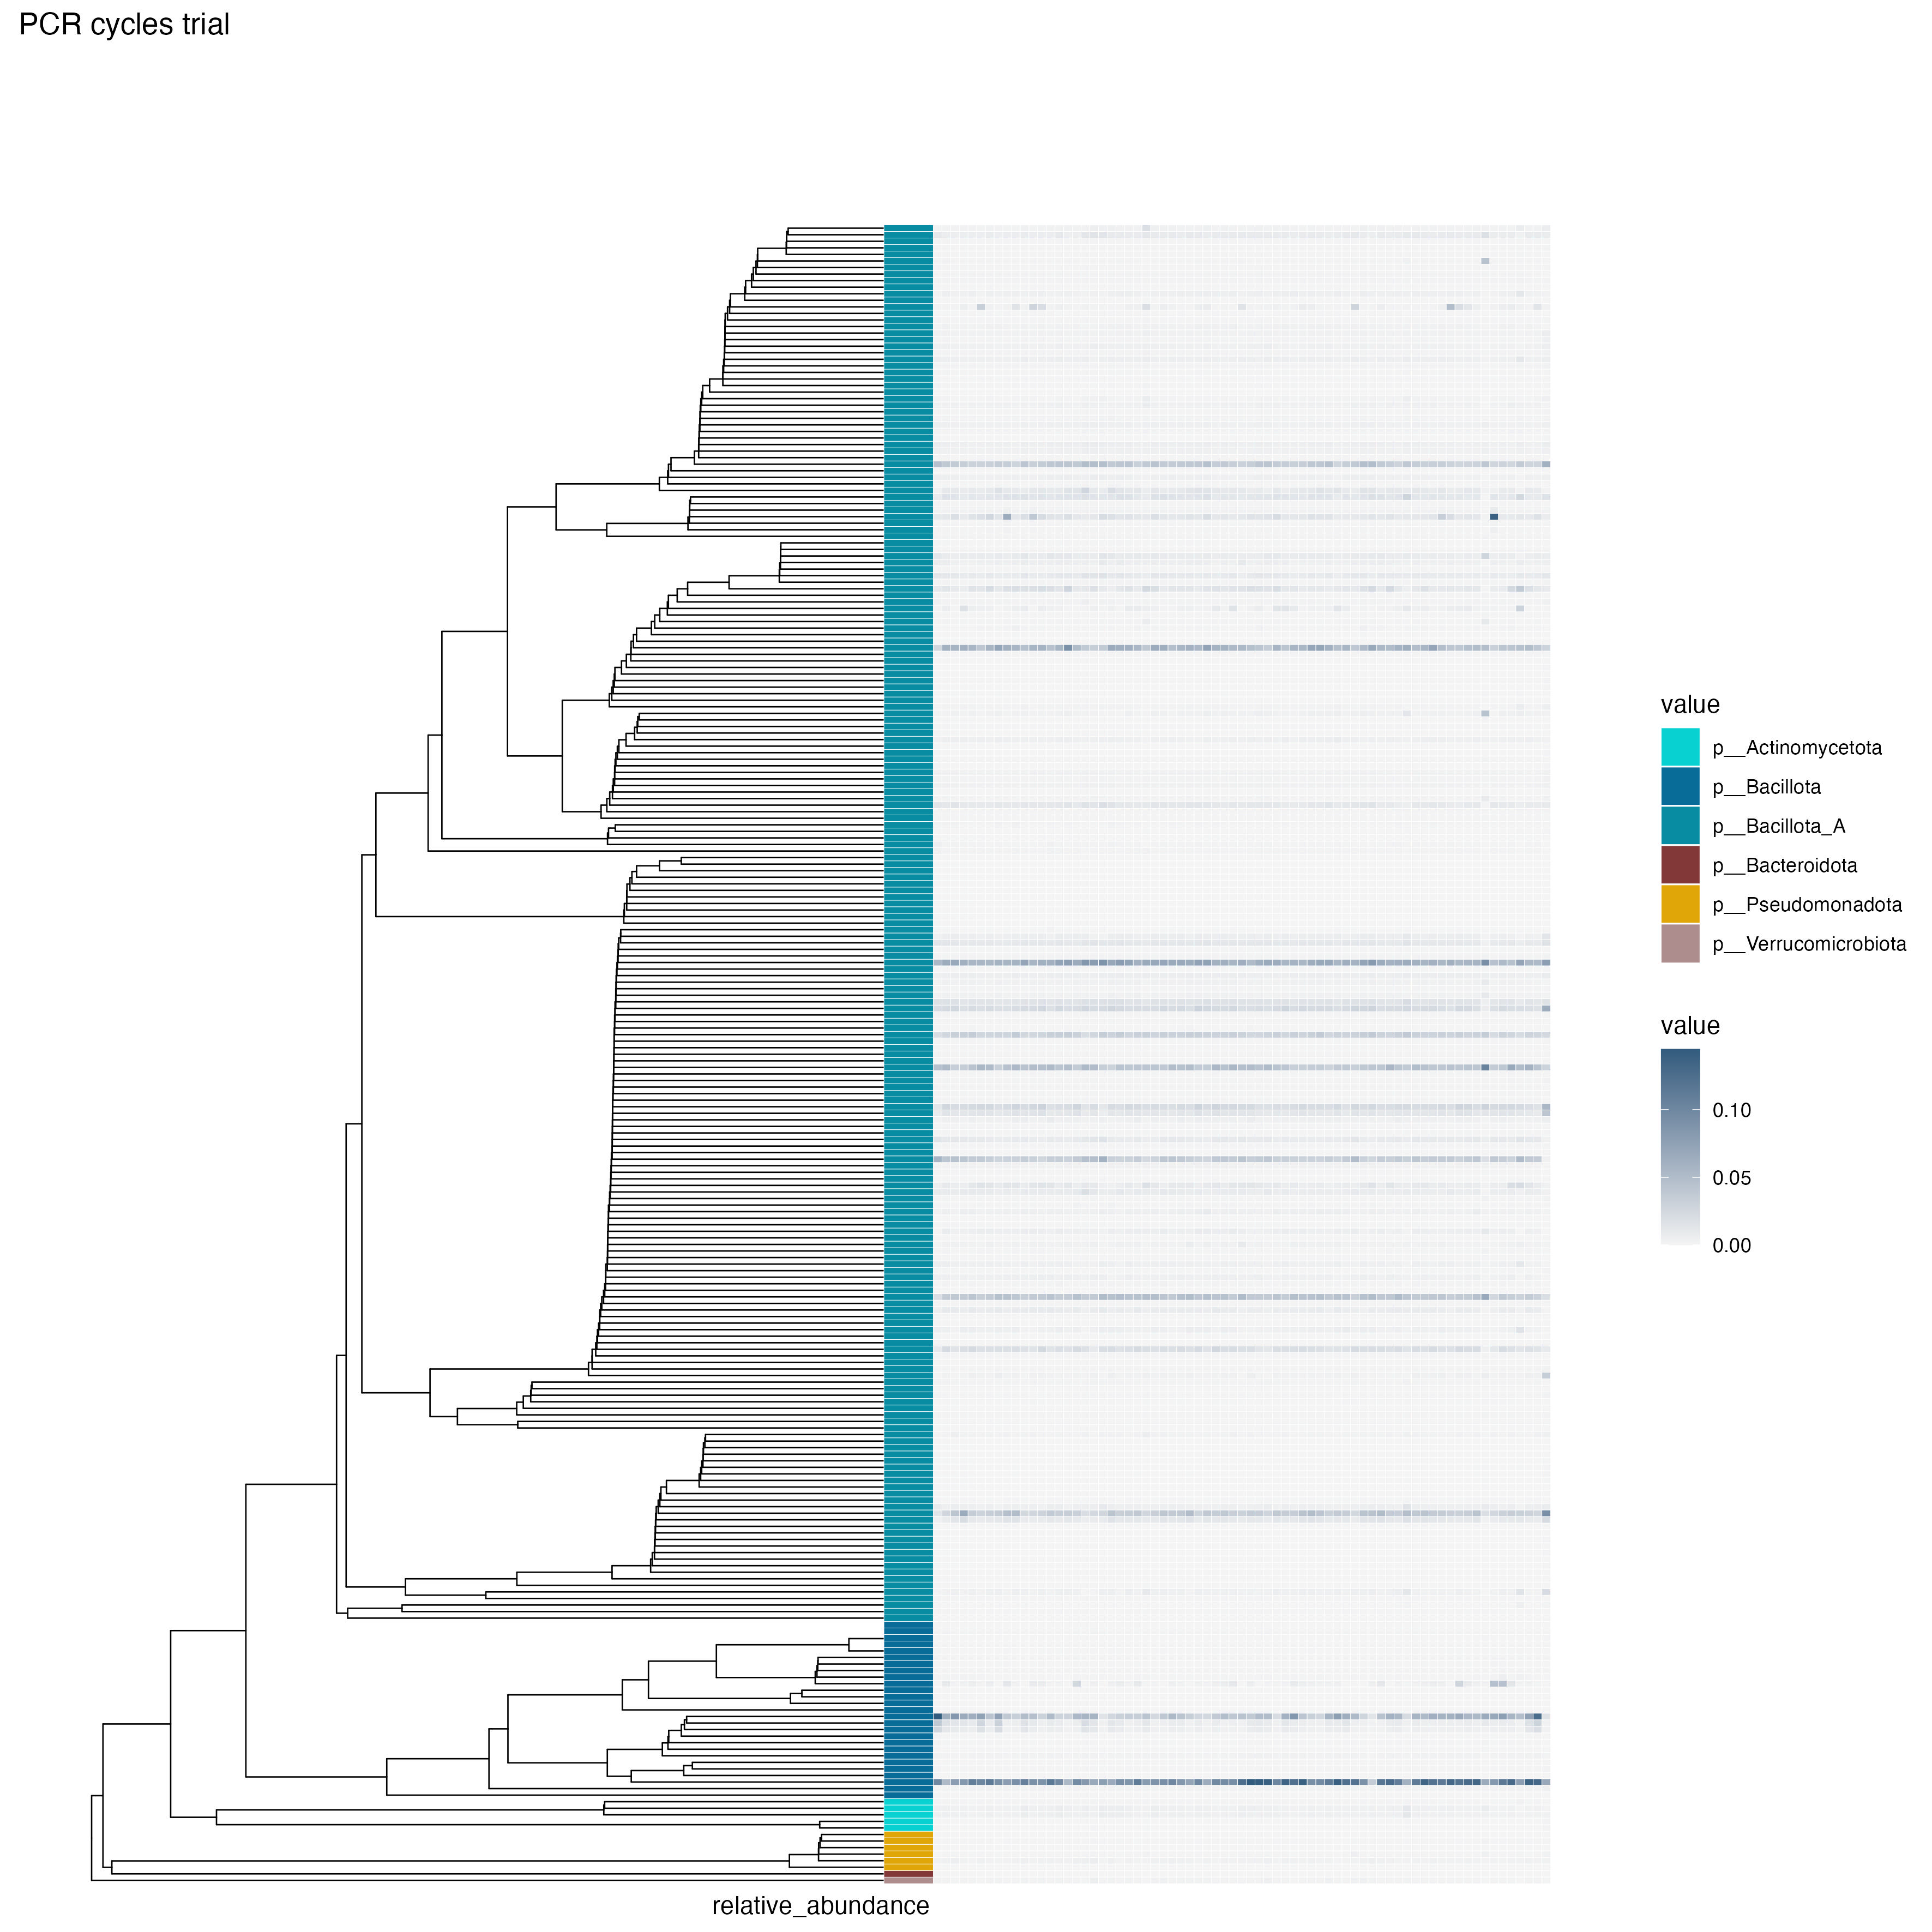 PCR cycles trial
value
p__Actinomycetota
p__Bacillota
p__Bacillota_A
p__Bacteroidota
p__Pseudomonadota
p__Verrucomicrobiota
value
0.10
0.05
0.00
relative_abundance